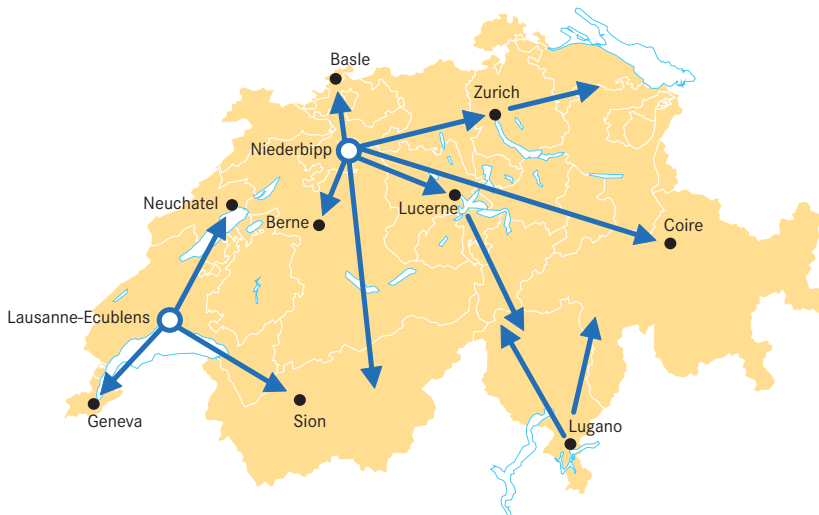 Basle
Zurich
Niederbipp
Neuchatel
Lucerne
Berne
Coire
Lausanne-Ecublens
Geneva
Sion
Lugano